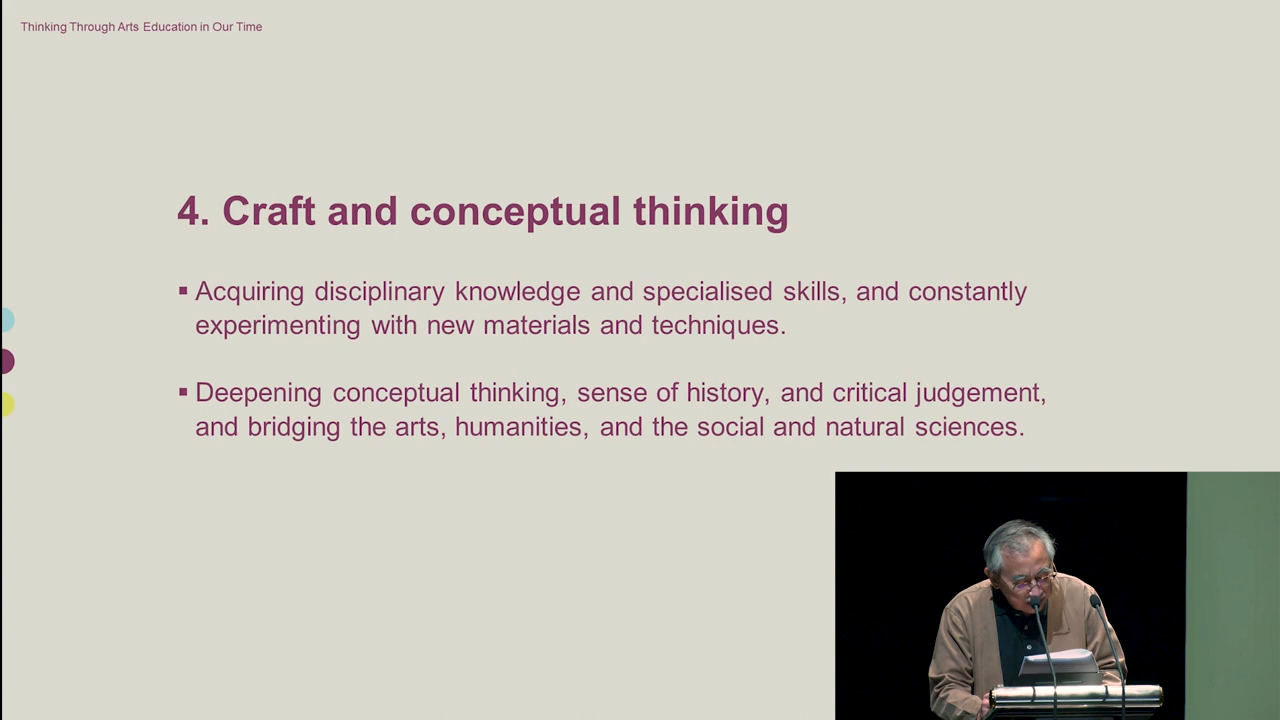 Thinking Through Arts Education in Our Time
4. Craft and conceptual thinking
▪ Acquiring disciplinary knowledge and specialised skills, and constantly
experimenting with new materials and techniques.
▪ Deepening conceptual thinking, sense of history, and critical judgement,
and bridging the arts, humanities, and the social and natural sciences.